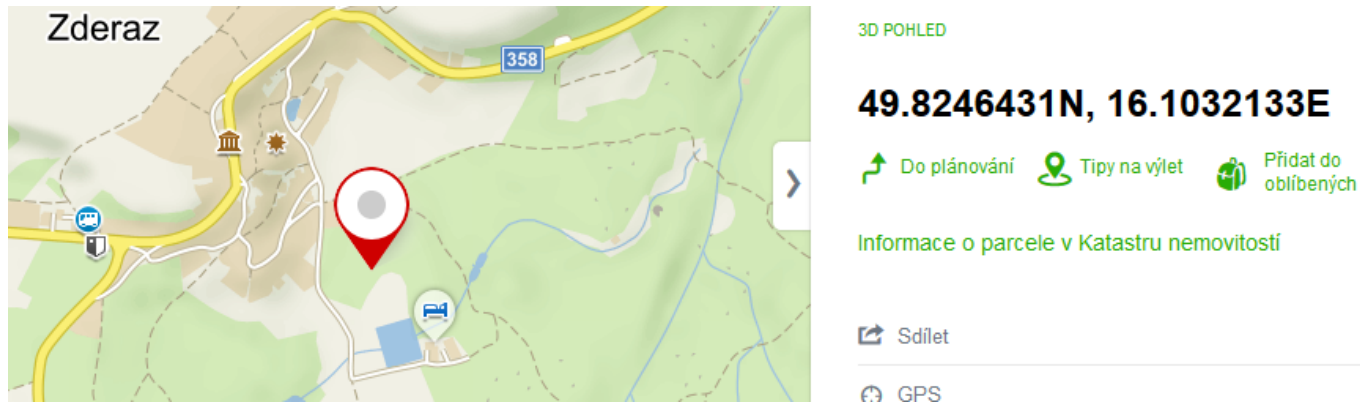 Zderaz
358
3D POHLED
49.8246431N, 16.1032133E
Do plánování
Tipy na výlet
Přidat do
oblíbených
Informace o parcele v Katastru nemovitostí
Sdílet
GPS